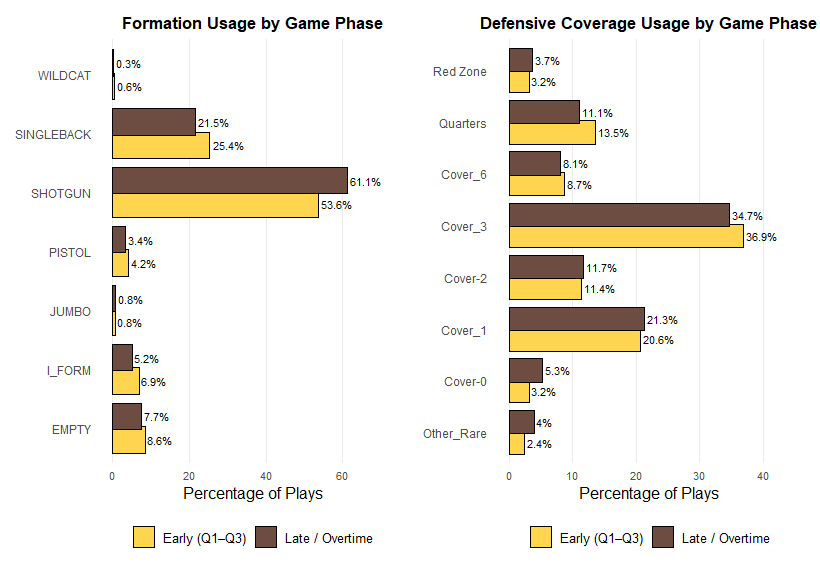 Formation Usage by Game Phase
WILDCAT
0.3%
0.6%
SINGLEBACK
21.5%
25.4%
SHOTGUN
61.1%
53.6%
PISTOL
3.4%
4.2%
JUMBO
0.8%
0.8%
I_FORM
5.2%
6.9%
EMPTY
7.7%
8.6%
0 20 40 60
Percentage of Plays
Early (Q1–Q3) Late / Overtime
Defensive Coverage Usage by Game Phase
Red Zone
3.7%
3.2%
Quarters
11.1%
13.5%
Cover_6
8.1%
8.7%
Cover_3
34.7%
36.9%
Cover-2
11.7%
11.4%
Cover_1
21.3%
20.6%
Cover-0
5.3%
3.2%
Other_Rare
4%
2.4%
0 10 20 30 40
Percentage of Plays
Early (Q1–Q3) Late / Overtime